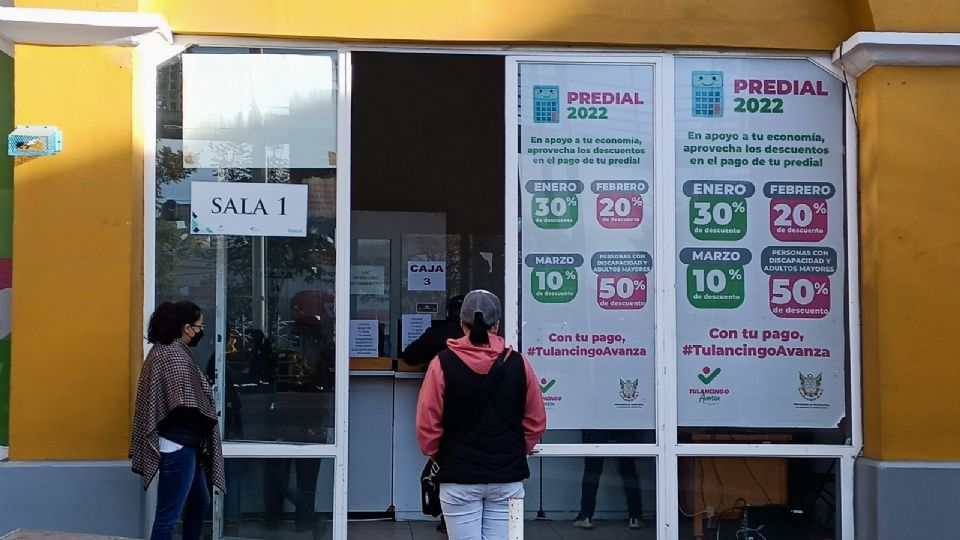 SALA 1
CAJA
3
PREDIAL
2022
En apoyo a tu economía,
aprovecha los descuentos
en el pago de tu predial
ENERO
30%
de descuento
FEBRERO
20%
de descuento
MARZO
10%
de descuento
PERSONAS CON
DISCAPACIDAD Y
ADULTOS MAYORES
50%
de descuento
Con tu pago,
#TulancingoAvanza
PREDIAL
2022
En apoyo a tu economía,
aprovecha los descuentos
en el pago de tu predial
ENERO
30%
de descuento
FEBRERO
20%
de descuento
MARZO
10%
de descuento
PERSONAS CON
DISCAPACIDAD Y
ADULTOS MAYORES
50%
de descuento
Con tu pago,
#TulancingoAvanza
TULANCINGO
Avanza